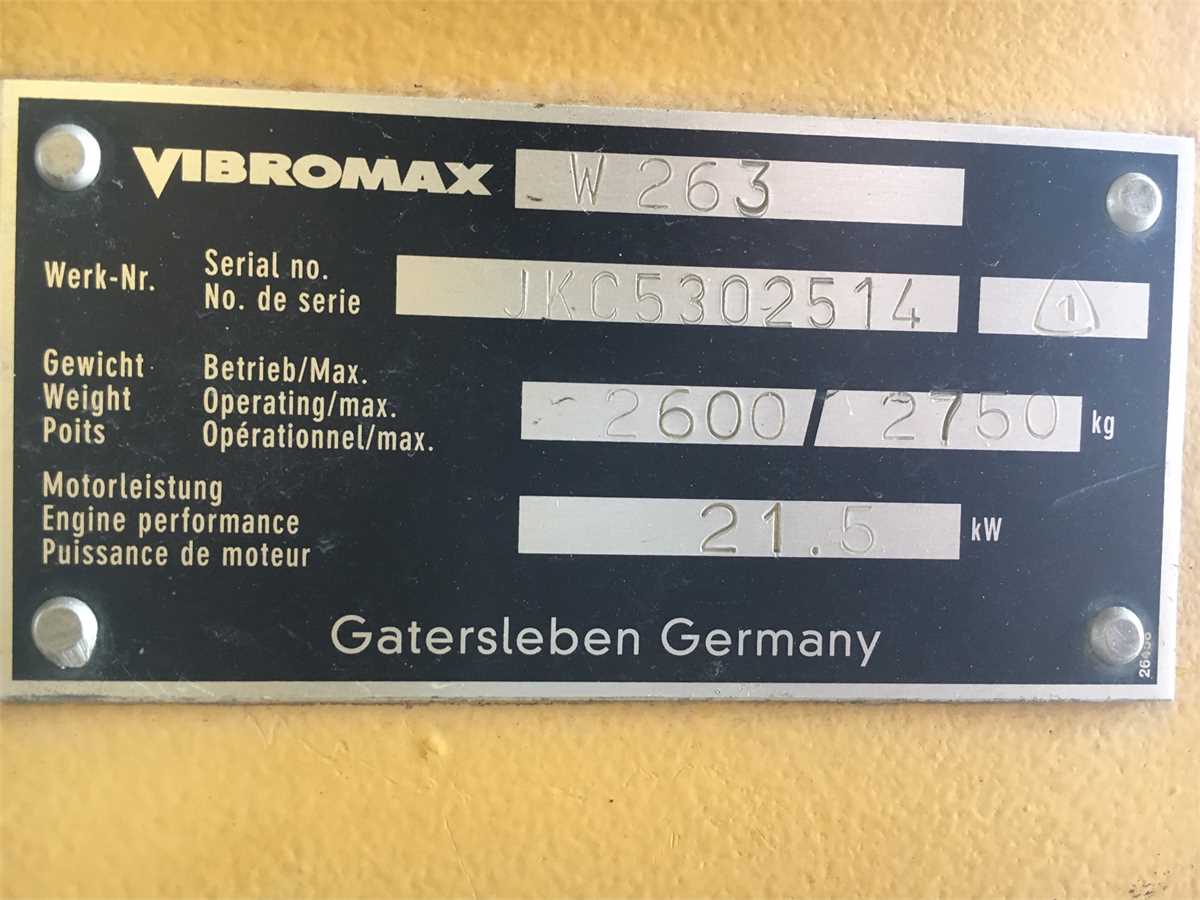 VIBROMAX W 263
Werk-Nr. Serial no. JKC5302514 1
No. de serie
Gewicht Betrieb/Max.
Weight Operating/max. 2600 / 2750 kg
Poits Opérationnel/max.
Motorleistung
Engine performance 21.5 kW
Puissance de moteur
Gatersleben Germany